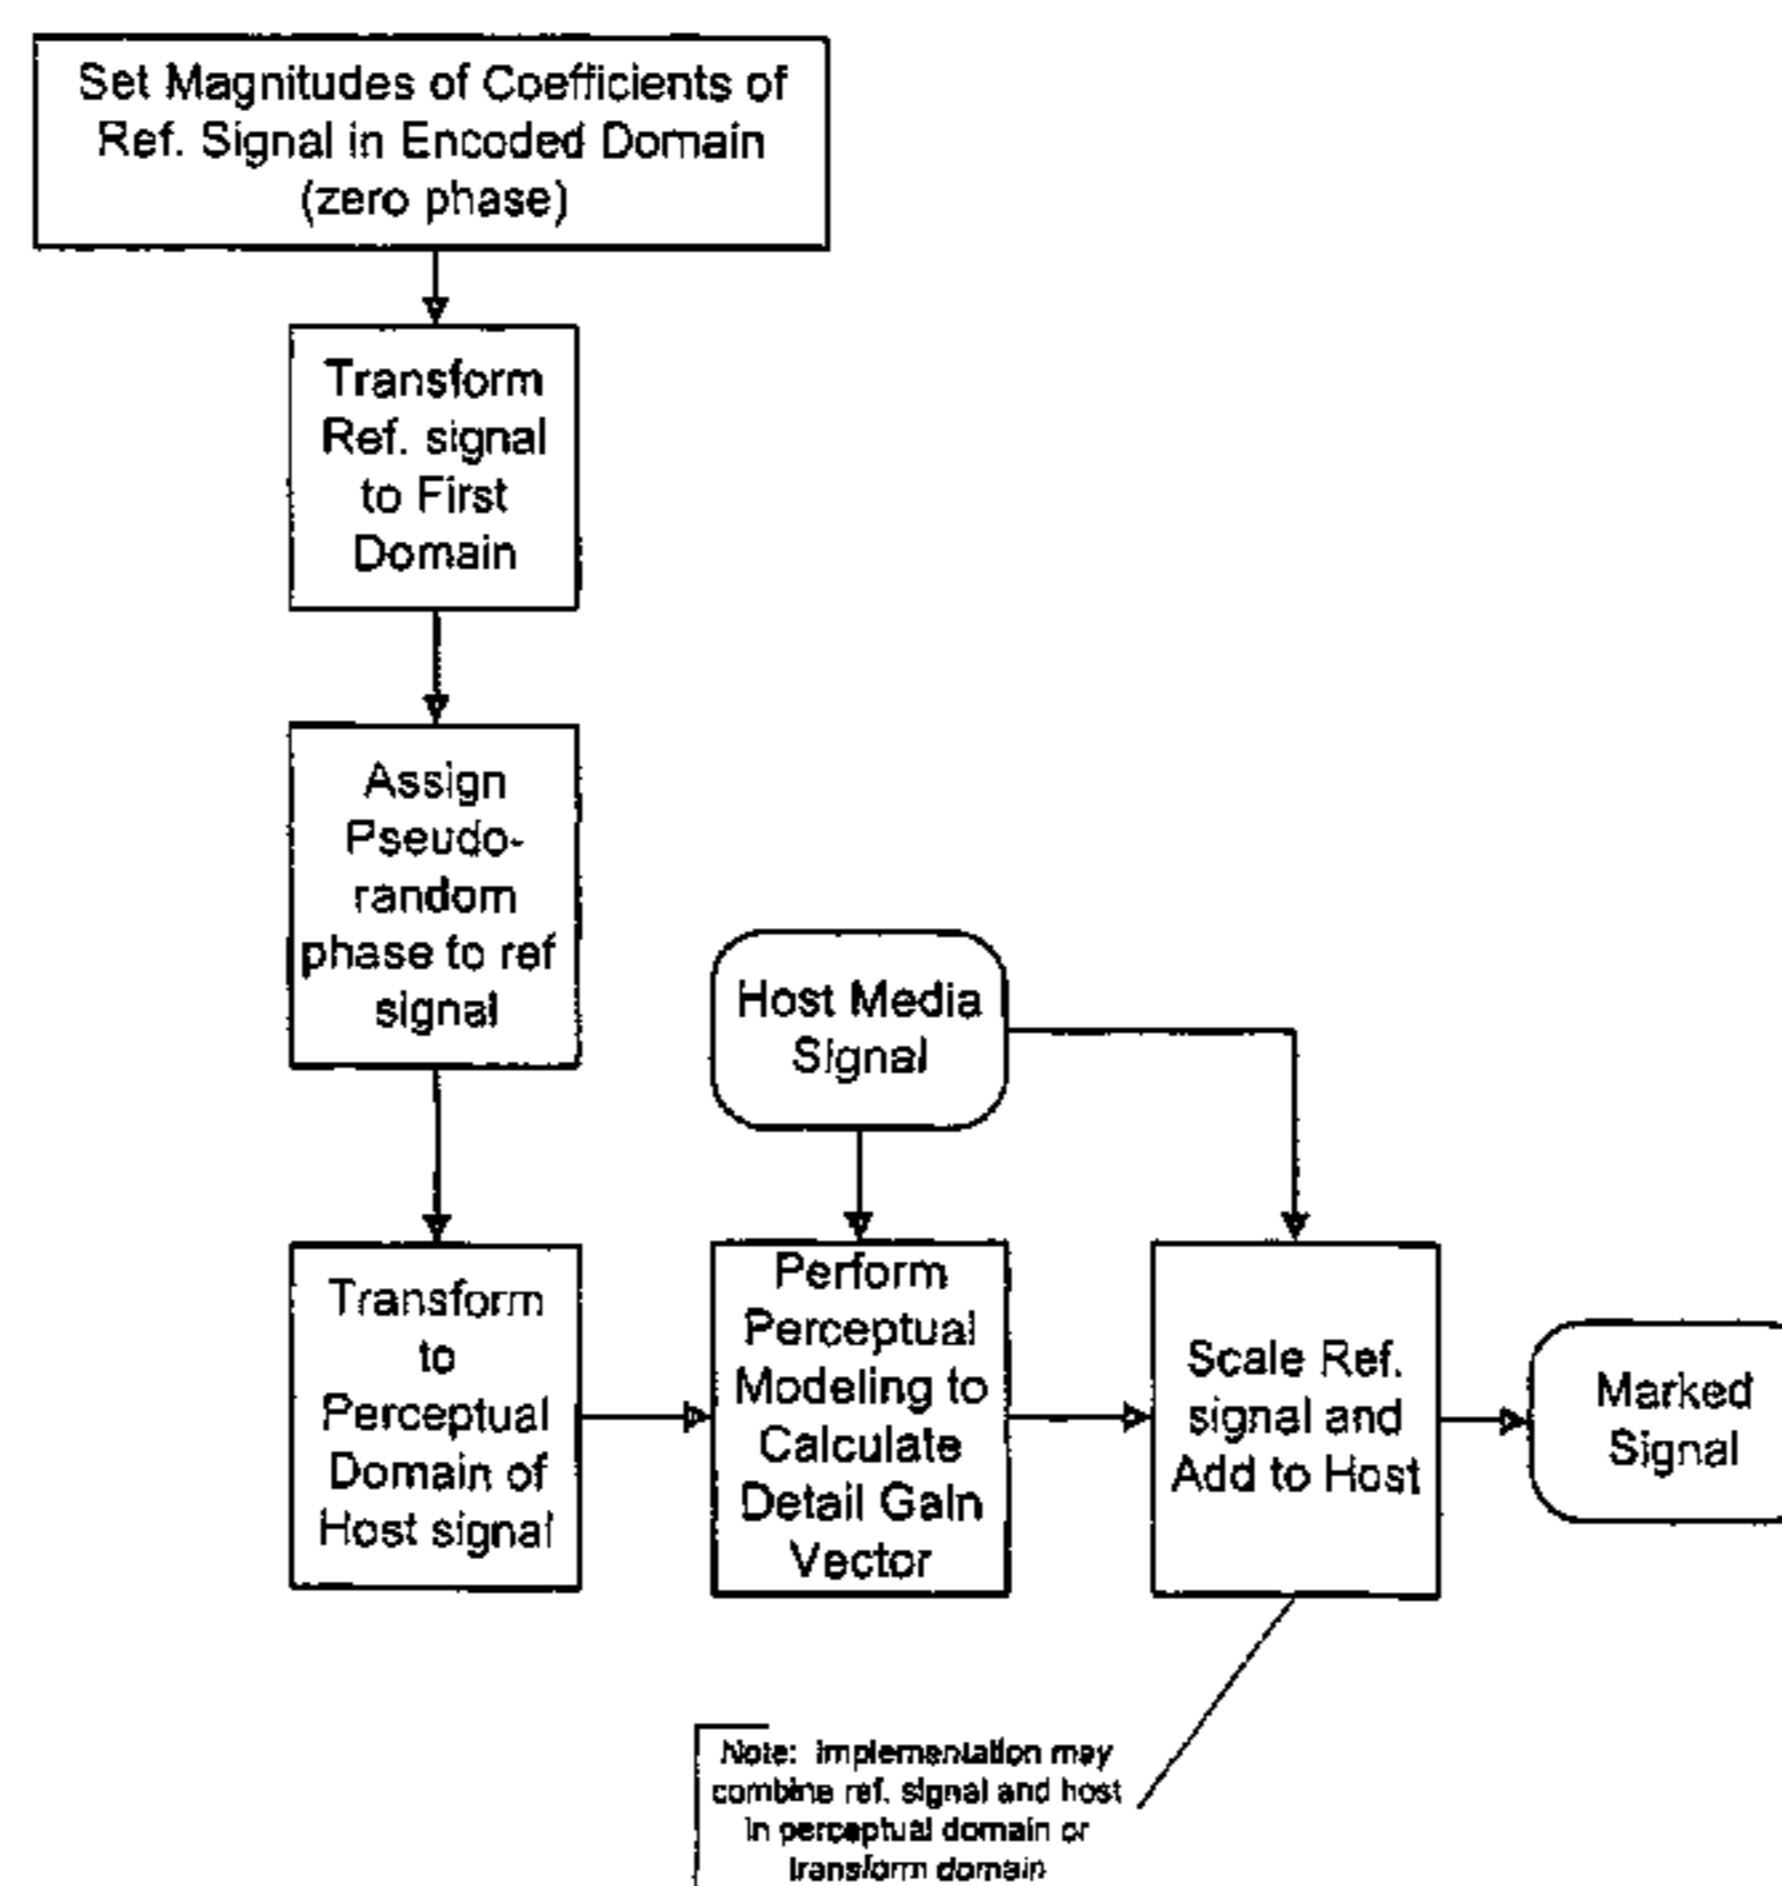 Set Magnitudes of Coefficients of
Ref. Signal in Encoded Domain
(zero phase)
Transform
Ref. signal
to First
Domain
Assign
Pseudo-
random
phase to ref
signal
Host Media
Signal
Transform
to
Perceptual
Domain of
Host signal
Perform
Perceptual
Modeling to
Calculate
Detail Gain
Vector
Scale Ref.
signal and
Add to Host
Marked
Signal
Note: Implementation may
combine ref. signal and host
in perceptual domain or
transform domain